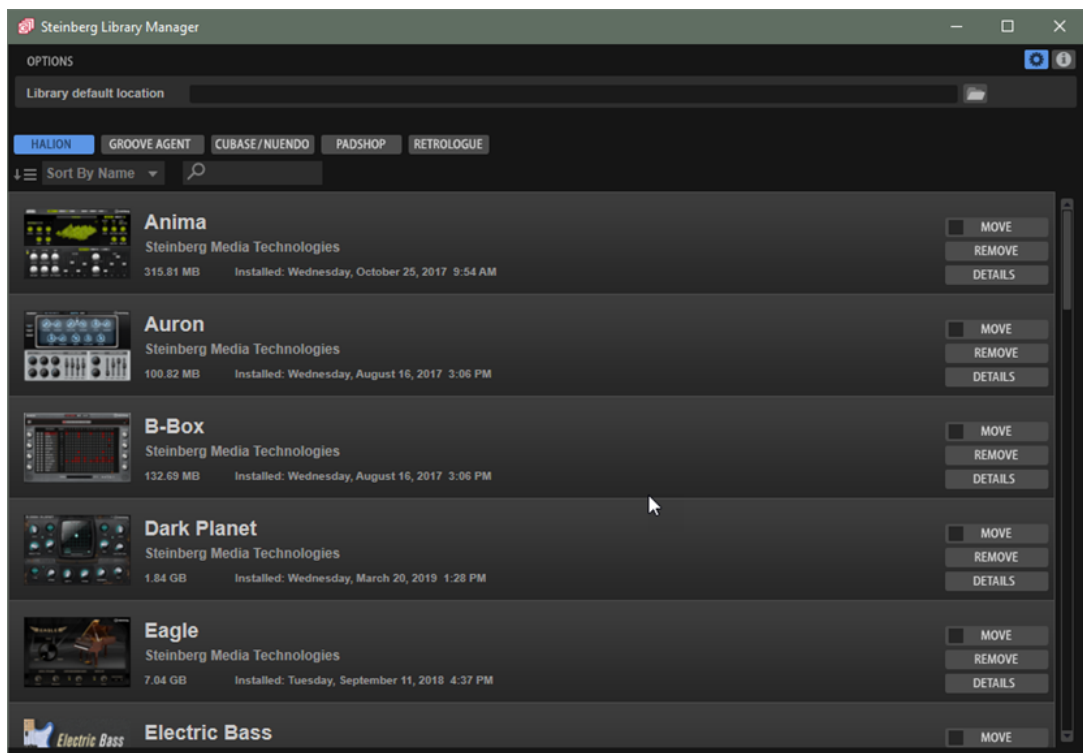 Steinberg Library Manager
OPTIONS
Library default location
HALION GROOVE AGENT CUBASE/NUENDO PADSHOP RETROLOGUE
Sort By Name
Anima
Steinberg Media Technologies
315.81 MB Installed: Wednesday, October 25, 2017 9:54 AM
MOVE
REMOVE
DETAILS
Auron
Steinberg Media Technologies
100.82 MB Installed: Wednesday, August 16, 2017 3:06 PM
MOVE
REMOVE
DETAILS
B-Box
Steinberg Media Technologies
132.69 MB Installed: Wednesday, August 16, 2017 3:06 PM
MOVE
REMOVE
DETAILS
Dark Planet
Steinberg Media Technologies
1.84 GB Installed: Wednesday, March 20, 2019 1:28 PM
MOVE
REMOVE
DETAILS
Eagle
Steinberg Media Technologies
7.04 GB Installed: Tuesday, September 11, 2018 4:37 PM
MOVE
REMOVE
DETAILS
Electric Bass
Electric Bass
MOVE